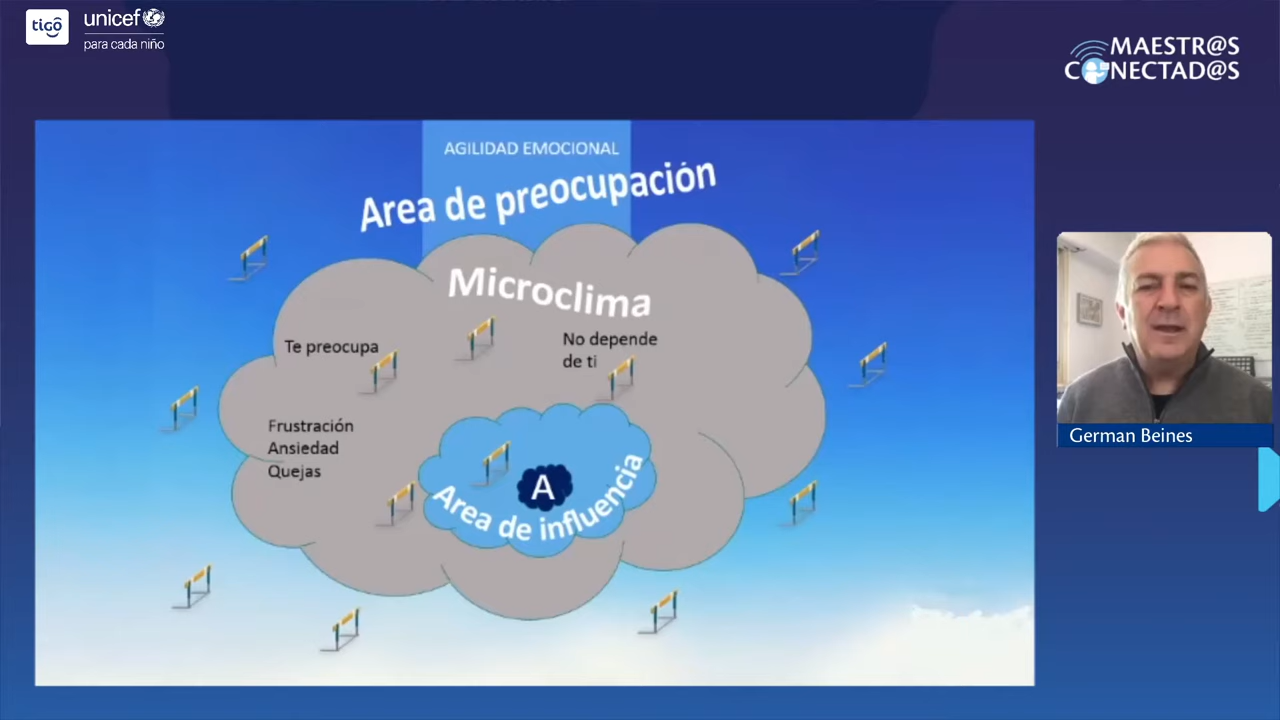 tigo
unicef
para cada niño
MAESTR@S
CONECTAD@S
AGILIDAD EMOCIONAL
Area de preocupación
Microclima
Te preocupa
No depende
de ti
Frustración
Ansiedad
Quejas
A
Area de influencia
German Beines